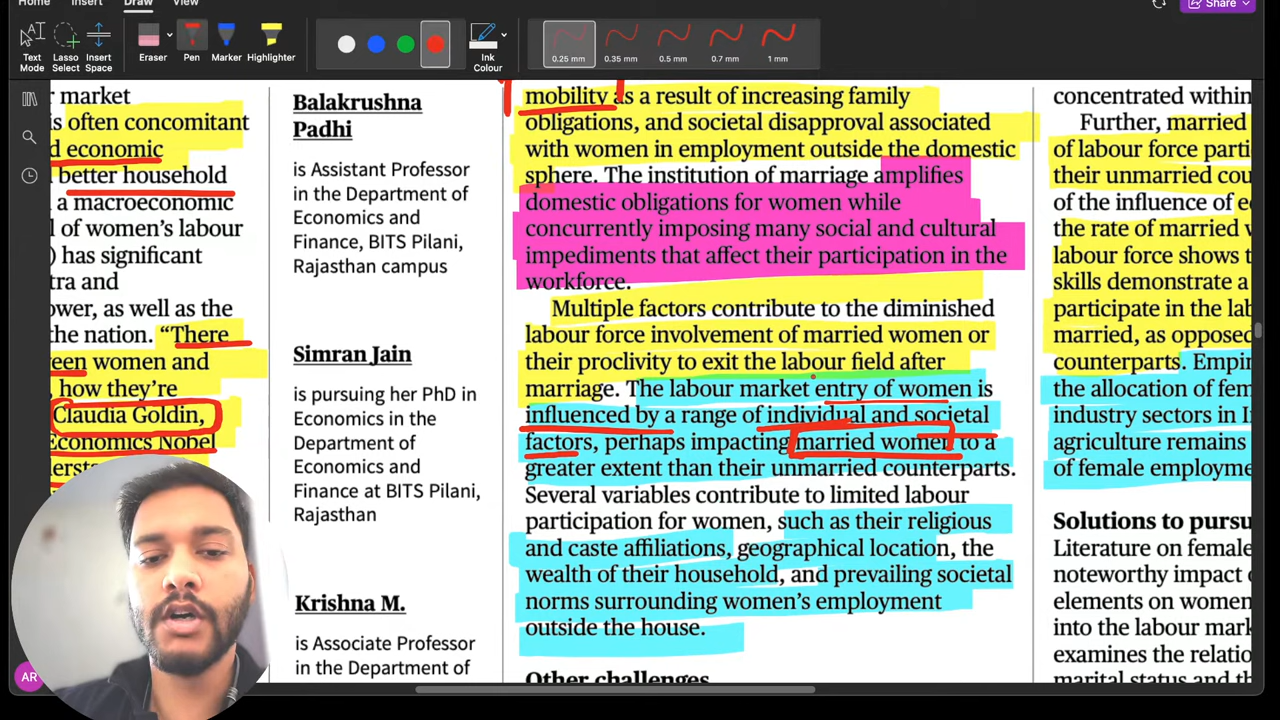 Home Insert Draw View
Share
Text Mode
Lasso Select
Insert Space
Eraser
Pen
Marker
Highlighter
Ink Colour
0.25 mm
0.35 mm
0.5 mm
0.7 mm
1 mm
r market
is often concomitant
d economic
better household
a macroeconomic
l of women's labour
) has significant
tra and
ower, as well as the
the nation. “There
ween women and
, how they're
Claudia Goldin,
Economics Nobel
derst
Balakrushna
Padhi
is Assistant Professor
in the Department of
Economics and
Finance, BITS Pilani,
Rajasthan campus
Simran Jain
is pursuing her PhD in
Economics in the
Department of
Economics and
Finance at BITS Pilani,
Rajasthan
Krishna M.
is Associate Professor
in the Department of
mobility as a result of increasing family
obligations, and societal disapproval associated
with women in employment outside the domestic
sphere. The institution of marriage amplifies
domestic obligations for women while
concurrently imposing many social and cultural
impediments that affect their participation in the
workforce.
Multiple factors contribute to the diminished
labour force involvement of married women or
their proclivity to exit the labour field after
marriage. The labour market entry of women is
influenced by a range of individual and societal
factors, perhaps impacting married women to a
greater extent than their unmarried counterparts.
Several variables contribute to limited labour
participation for women, such as their religious
and caste affiliations, geographical location, the
wealth of their household, and prevailing societal
norms surrounding women's employment
outside the house.
Other challenges
concentrated within
Further, married
of labour force parti
their unmarried cou
of the influence of e
the rate of married w
labour force shows t
skills demonstrate a
participate in the lab
married, as opposed
counterparts. Empir
the allocation of fem
industry sectors in I
agriculture remains
of female employme
Solutions to pursu
Literature on female
noteworthy impact o
elements on women
into the labour mark
examines the relatio
marital status and th
AR